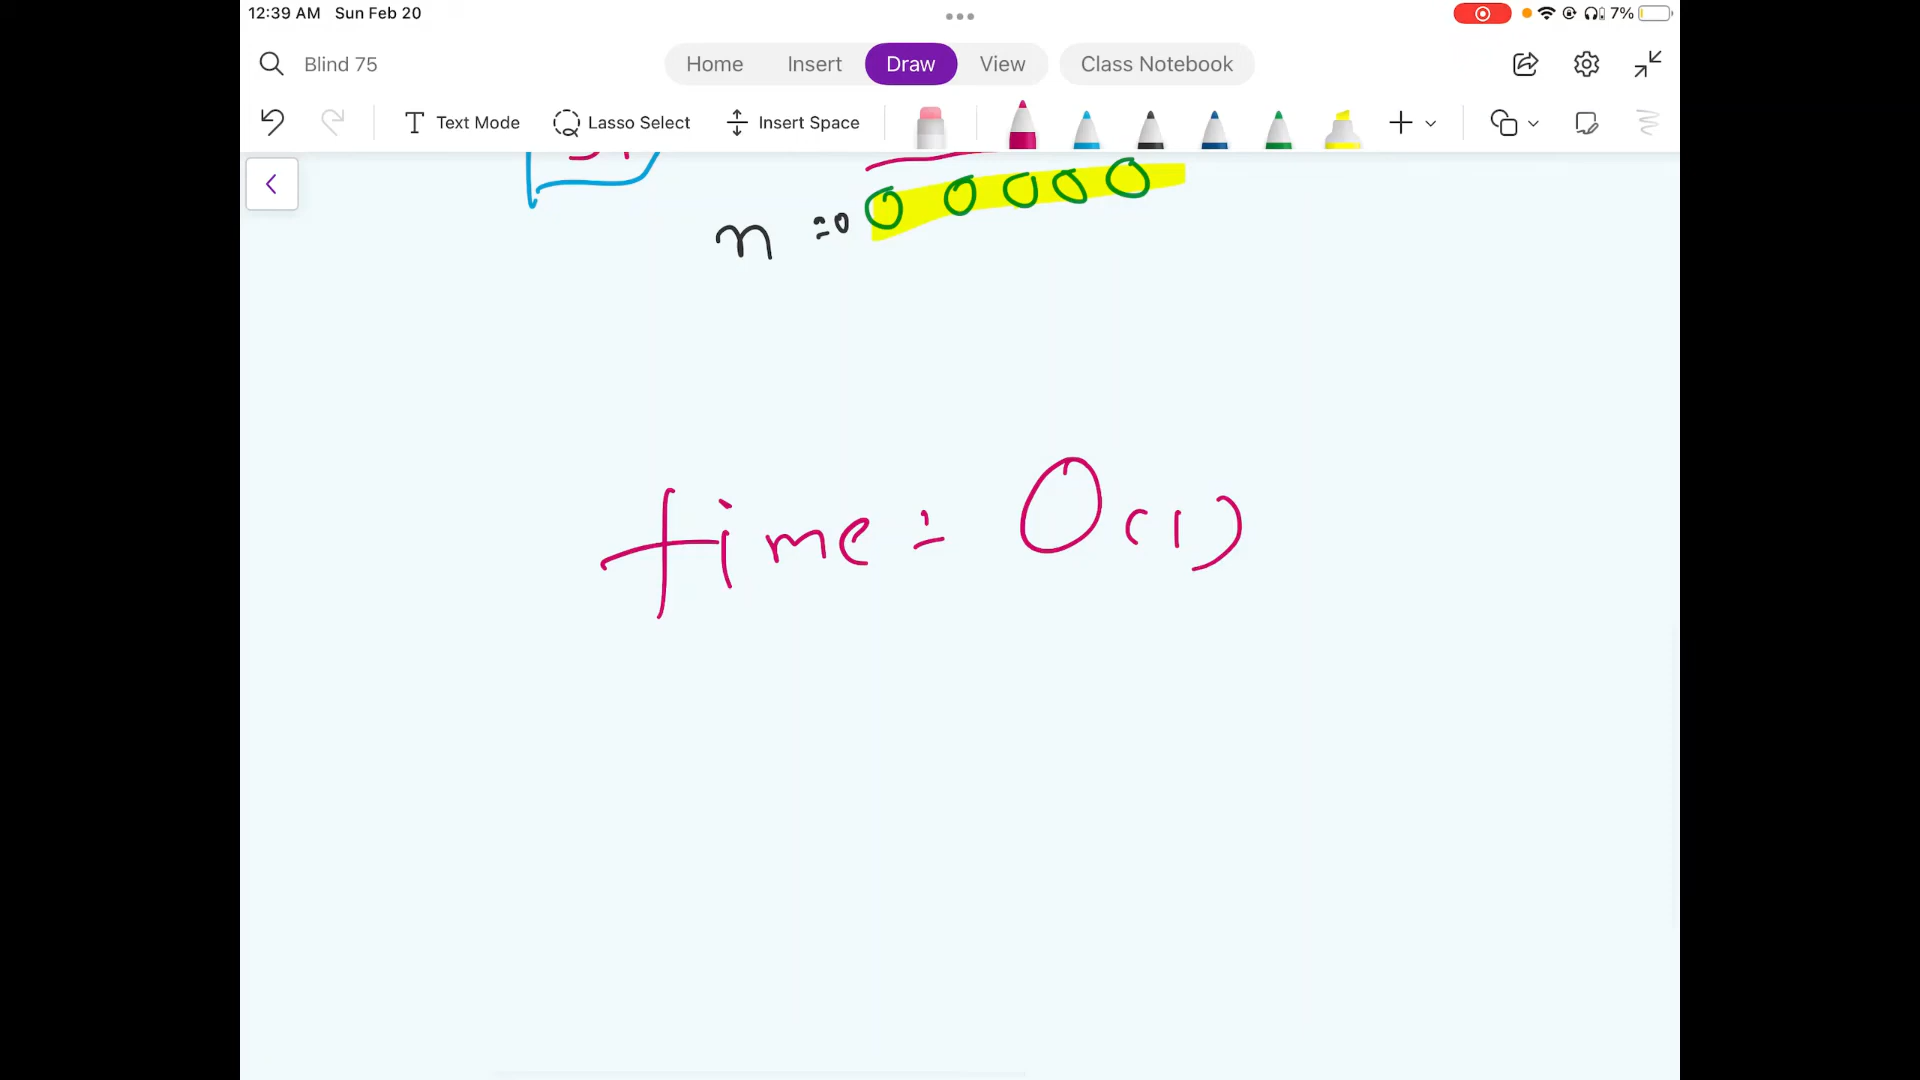 12:39 AM Sun Feb 20
7%
Blind 75
Home Insert Draw View Class Notebook
Text Mode Lasso Select Insert Space
n = 0 0 0 0 0 0
time = O(1)